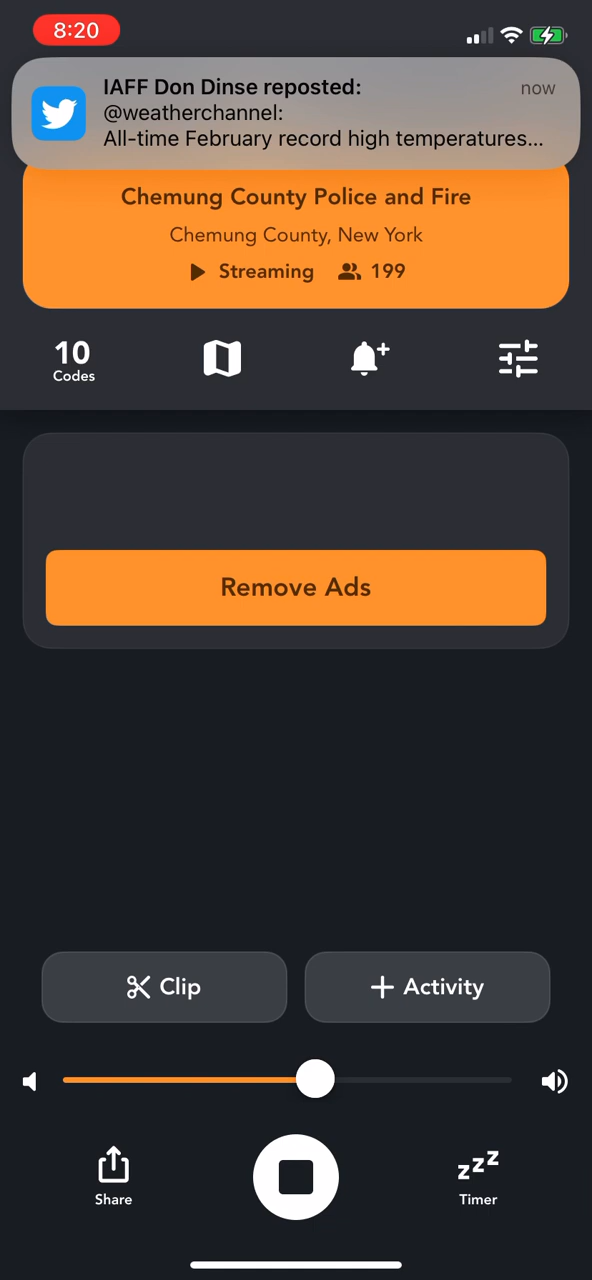 8:20
IAFF Don Dinse reposted:
now
@weatherchannel:
All-time February record high temperatures...
Chemung County Police and Fire
Chemung County, New York
Streaming 199
10
Codes
Remove Ads
Clip
Activity
Share
zzz
Timer